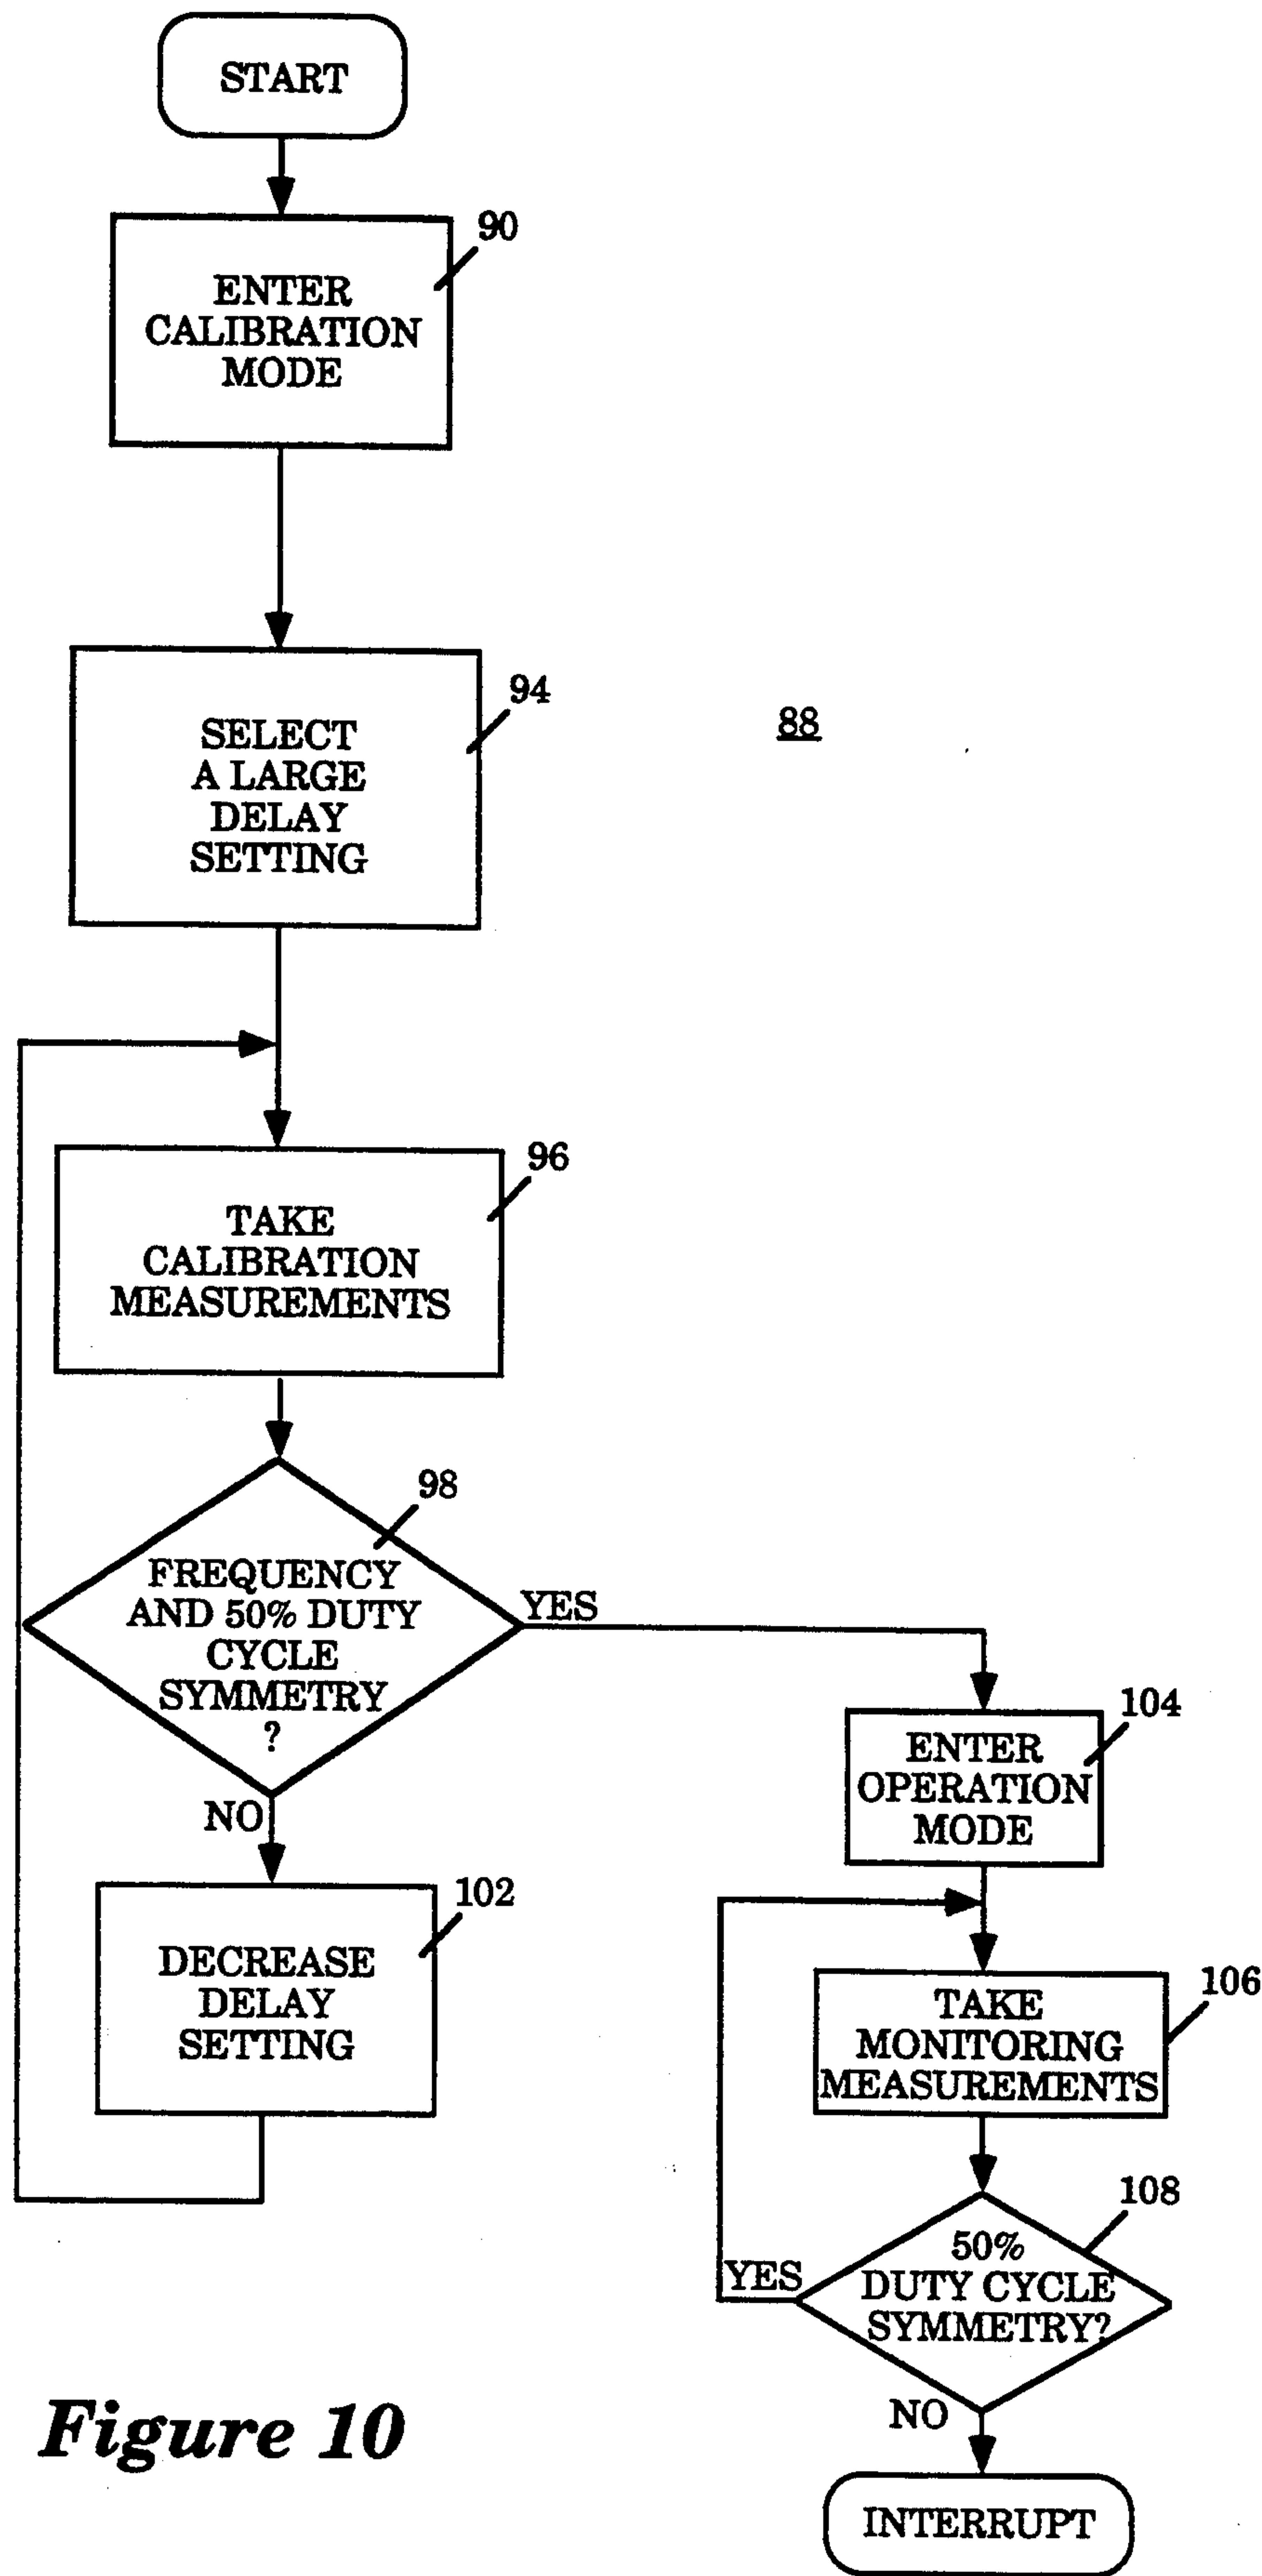 START
90
ENTER
CALIBRATION
MODE
94
SELECT
A LARGE
DELAY
SETTING
88
96
TAKE
CALIBRATION
MEASUREMENTS
98
FREQUENCY
AND 50% DUTY
CYCLE
SYMMETRY
?
YES
NO
102
DECREASE
DELAY
SETTING
104
ENTER
OPERATION
MODE
106
TAKE
MONITORING
MEASUREMENTS
108
50%
DUTY CYCLE
SYMMETRY?
YES
NO
INTERRUPT
Figure 10